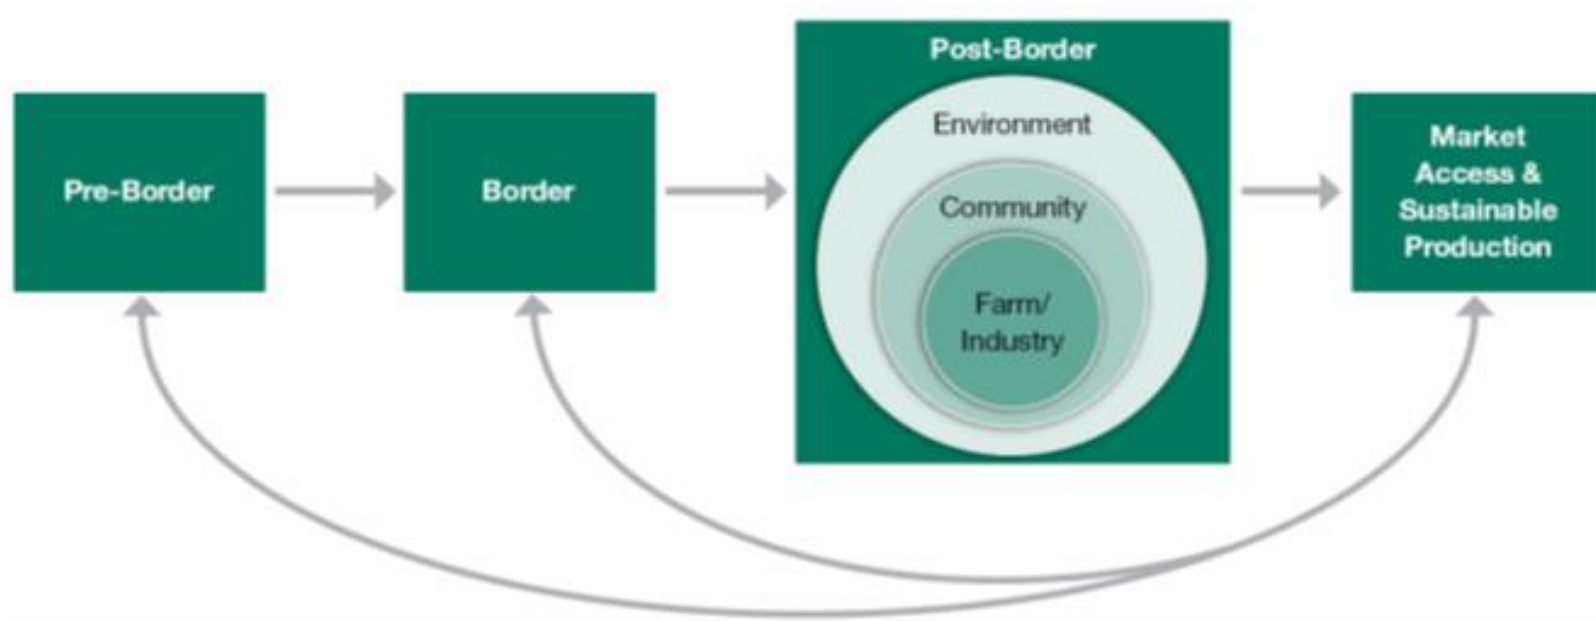 Pre-Border
Border
Post-Border
Environment
Community
Farm/
Industry
Market
Access &
Sustainable
Production